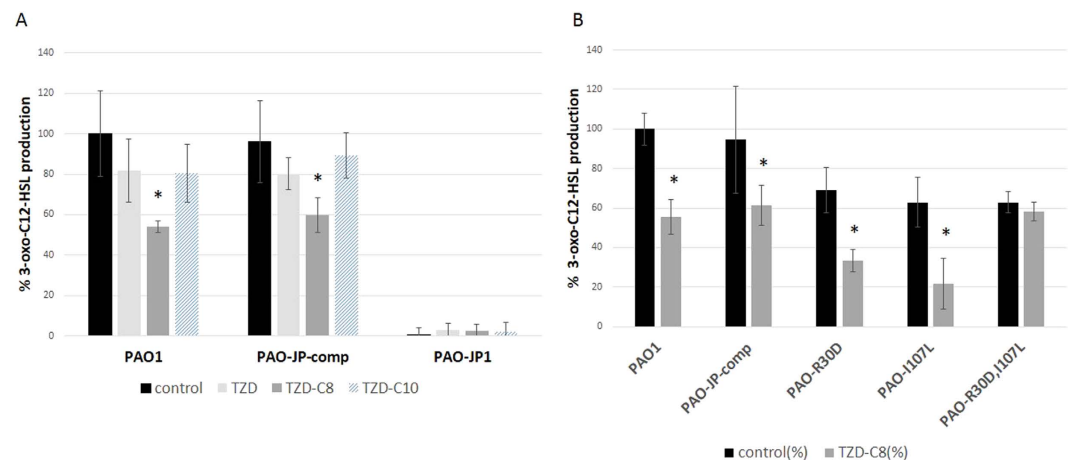 A
140
120
100
80
60
40
20
0
% 3-oxo-C12-HSL production
*
*
PAO1 PAO-JP-comp PAO-JP1
control TZD TZD-C8 TZD-C10
B
140
120
100
80
60
40
20
0
% 3-oxo-C12-HSL production
*
*
*
*
PAO1
PAO-JP-comp
PAO-R30D
PAO-I107L
PAO-R30D,I107L
control(%) TZD-C8(%)